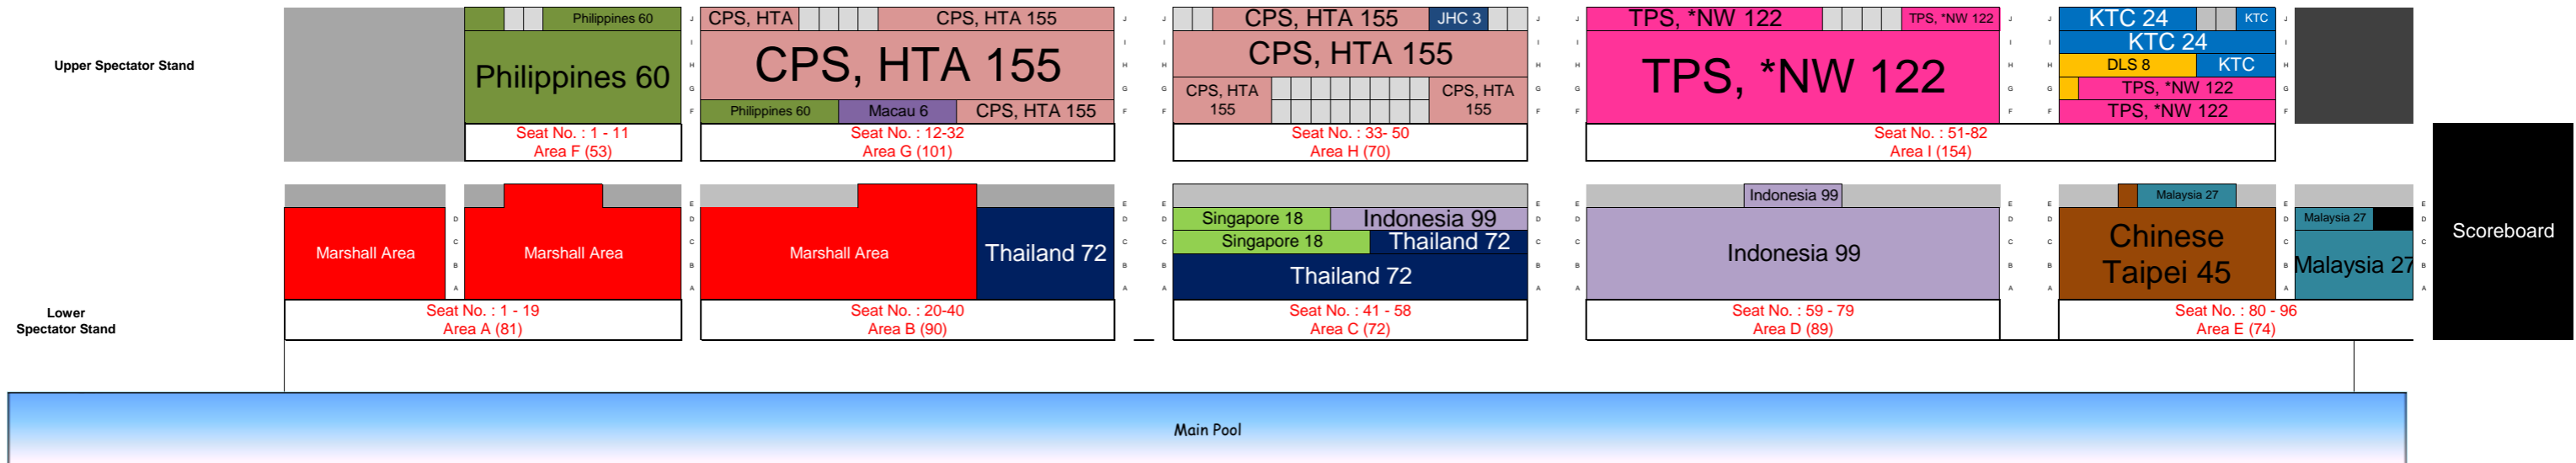 Philippines 60
CPS, HTA
CPS, HTA 155
CPS, HTA 155
JHC 3
TPS, *NW 122
TPS, *NW 122
KTC 24
KTC
J
J
J
J
J
J
Upper Spectator Stand
Philippines 60
CPS, HTA 155
CPS, HTA 155
TPS, *NW 122
KTC 24
I
I
I
I
I
I
DLS 8
KTC
H
H
H
H
H
H
CPS, HTA
155
CPS, HTA
155
TPS, *NW 122
G
G
G
G
G
G
Philippines 60
Macau 6
CPS, HTA 155
TPS, *NW 122
F
F
F
F
F
F
Seat No. : 1 - 11
Area F (53)
Seat No. : 12-32
Area G (101)
Seat No. : 33- 50
Area H (70)
Seat No. : 51-82
Area I (154)
Indonesia 99
Malaysia 27
E
E
E
E
E
E
E
E
Singapore 18
Indonesia 99
Malaysia 27
D
D
D
D
D
D
D
D
D
Singapore 18
Thailand 72
C
C
C
C
C
C
C
C
C
Marshall Area
Marshall Area
Marshall Area
Thailand 72
Thailand 72
Indonesia 99
Chinese
Taipei 45
Malaysia 27
B
B
B
B
B
B
B
B
B
A
A
A
A
A
A
A
A
A
Scoreboard
Lower
Spectator Stand
Seat No. : 1 - 19
Area A (81)
Seat No. : 20-40
Area B (90)
Seat No. : 41 - 58
Area C (72)
Seat No. : 59 - 79
Area D (89)
Seat No. : 80 - 96
Area E (74)
Main Pool